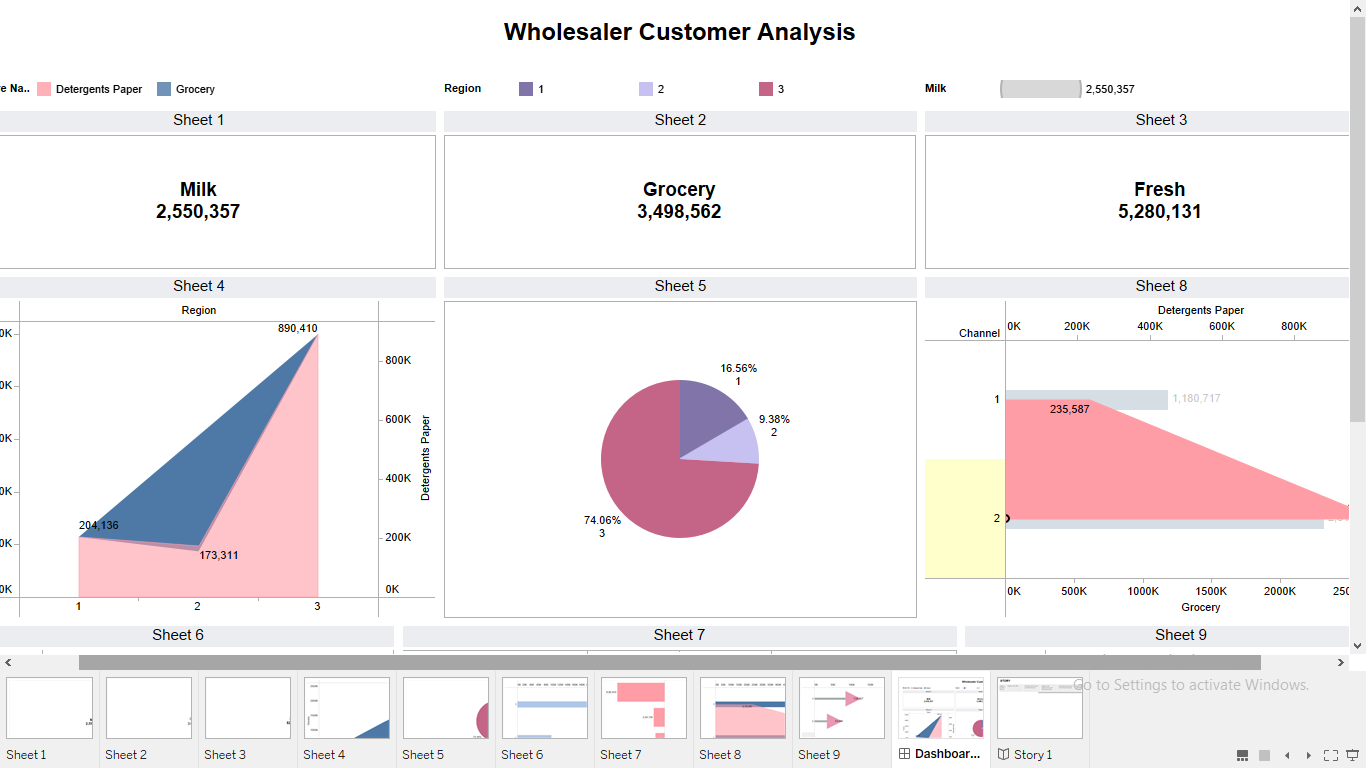 Wholesaler Customer Analysis
e Na.. Detergents Paper Grocery
Region 1 2 3
Milk 2,550,357
Sheet 1
Sheet 2
Sheet 3
Milk
2,550,357
Grocery
3,498,562
Fresh
5,280,131
Sheet 4
Sheet 5
Sheet 8
Region
890,410
204,136
173,311
0K
0K
0K
0K
0K
0K
800K
600K
400K
200K
0K
Detergents Paper
1 2 3
16.56%
1
9.38%
2
74.06%
3
Detergents Paper
Channel 0K 200K 400K 600K 800K
1 1,180,717
235,587
2
0K 500K 1000K 1500K 2000K 250
Grocery
Sheet 6
Sheet 7
Sheet 9
Go to Settings to activate Windows.
Sheet 1 Sheet 2 Sheet 3 Sheet 4 Sheet 5 Sheet 6 Sheet 7 Sheet 8 Sheet 9 Dashboar... Story 1